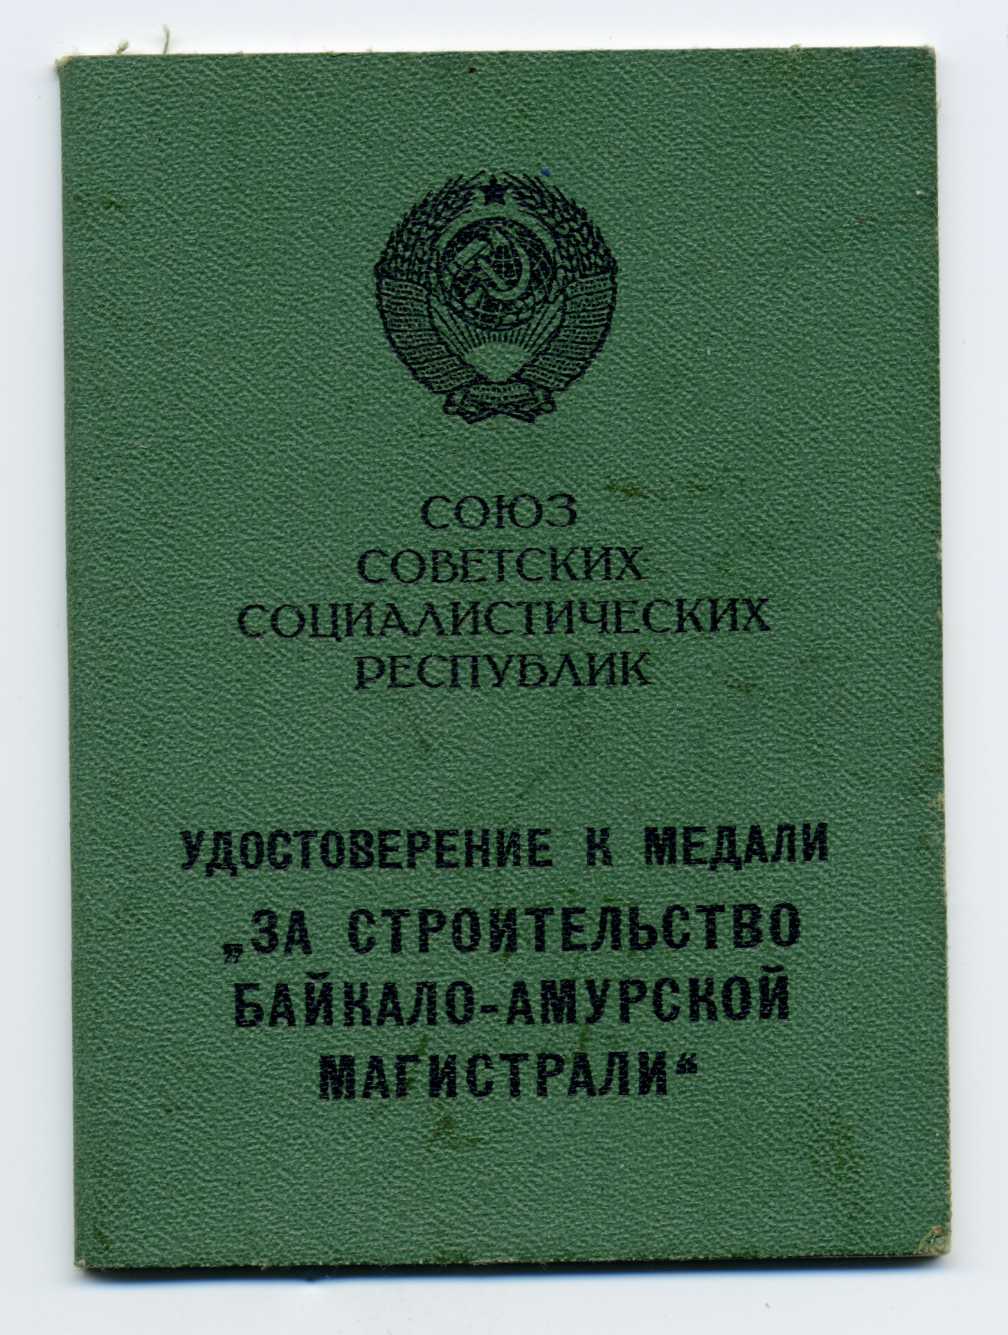 СОЮЗ
СОВЕТСКИХ
СОЦИАЛИСТИЧЕСКИХ
РЕСПУБЛИК
УДОСТОВЕРЕНИЕ К МЕДАЛИ
„ЗА СТРОИТЕЛЬСТВО
БАЙКАЛО-АМУРСКОЙ
МАГИСТРАЛИ“